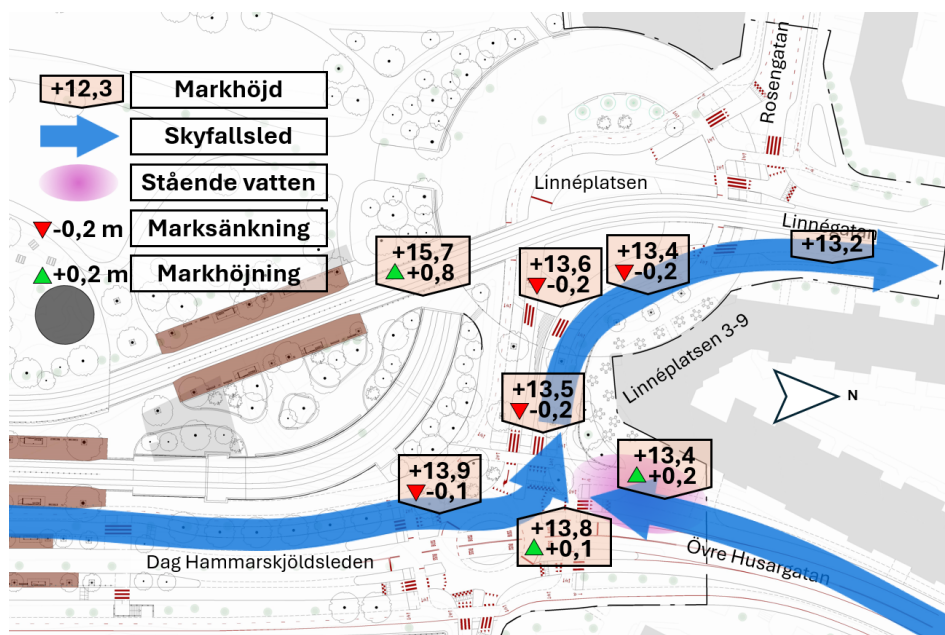 +12,3
Markhöjd
Skyfallsled
Stående vatten
-0,2 m
Marksänkning
+0,2 m
Markhöjning
Rosengatan
Linnéplatsen
Linnégatan
+13,2
+15,7
+0,8
+13,6
-0,2
+13,4
-0,2
Linnéplatsen 3-9
N
+13,5
-0,2
+13,9
-0,1
+13,4
+0,2
+13,8
+0,1
Dag Hammarskjöldsleden
Övre Husargatan